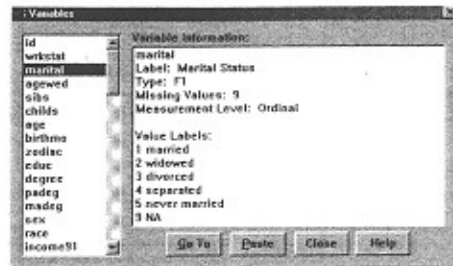 Variables
id
wrkstat
marital
agewed
sibs
childs
age
birthmo
zodiac
educ
degree
padeg
madeg
sex
race
income91
Variable Information:
marital
Label: Marital Status
Type: F1
Missing Values: 9
Measurement Level: Ordinal
Value Labels:
1 married
2 widowed
3 divorced
4 separated
5 never married
9 NA
Go To
Paste
Close
Help